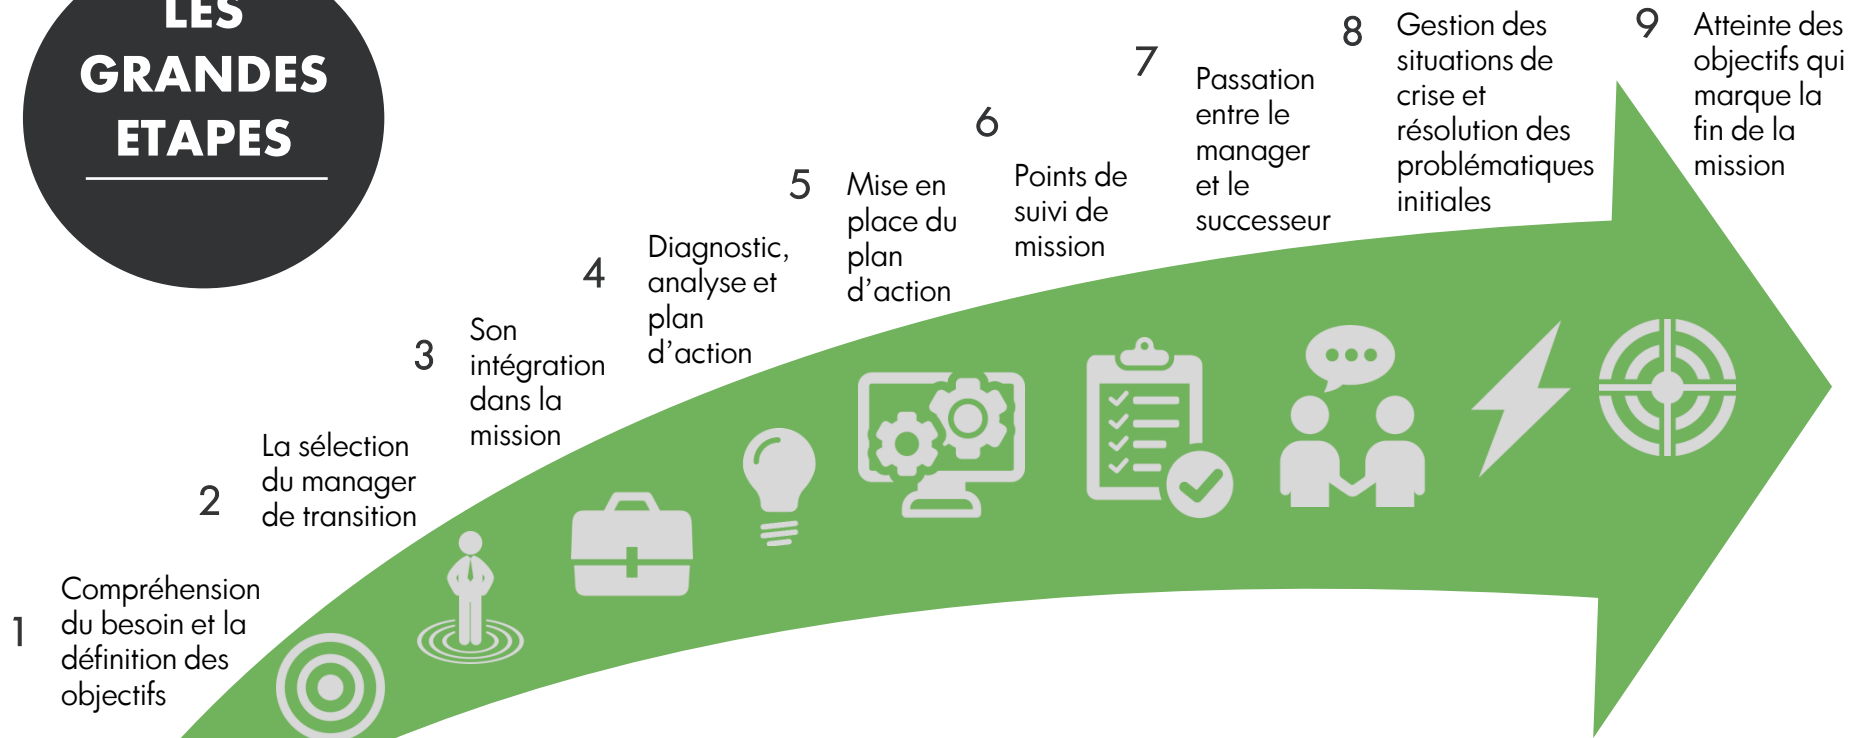 LES
GRANDES
ETAPES
1
Compréhension
du besoin et la
définition des
objectifs
2
La sélection
du manager
de transition
3
Son
intégration
dans la
mission
4
Diagnostic,
analyse et
plan
d’action
5
Mise en
place du
plan
d’action
6
Points de
suivi de
mission
7
Passation
entre le
manager
et le
successeur
8
Gestion des
situations de
crise et
résolution des
problématiques
initiales
9
Atteinte des
objectifs qui
marque la
fin de la
mission